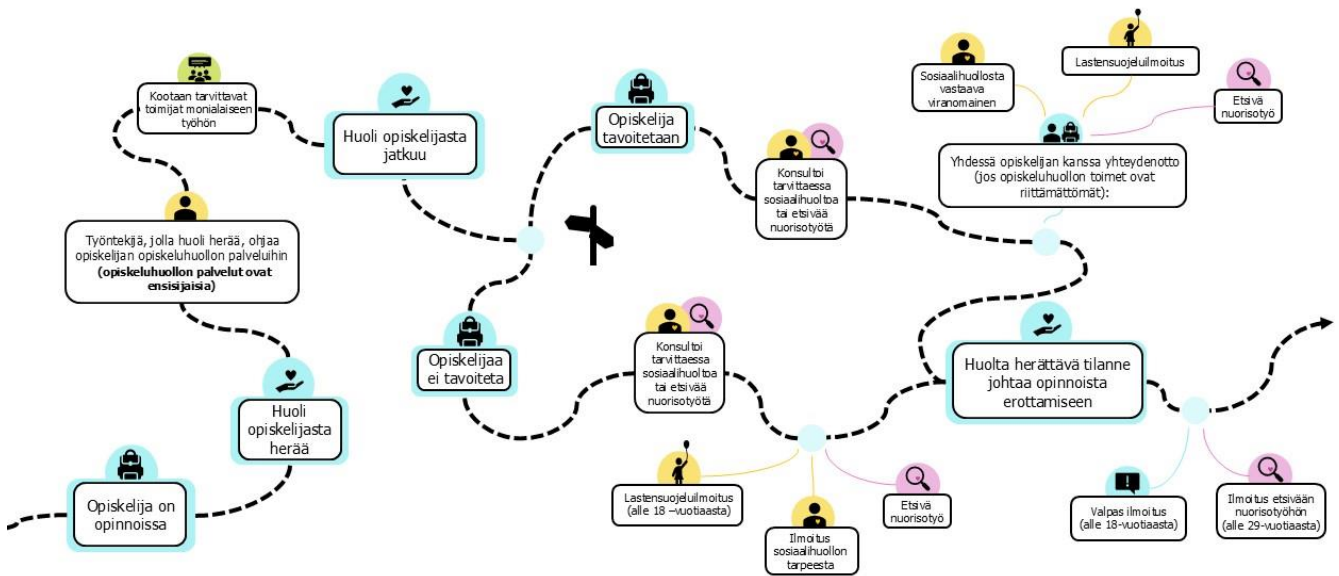 Opiskelija on
opinnoissa
Huoli
opiskelijasta
herää
Työntekijä, jolla huoli herää, ohjaa
opiskelijan opiskeluhuollon palveluihin
(opiskeluhuollon palvelut ovat
ensisijaisia)
Kootaan tarvittavat
toimijat monialaiseen
työhön
Huoli opiskelijasta
jatkuu
Opiskelija
tavoitetaan
Konsultoi
tarvittaessa
sosiaalihuoltoa
tai etsivää
nuorisotyötä
Sosiaalihuollosta
vastaava
viranomainen
Lastensuojeluilmoitus
Etsivä
nuorisotyö
Yhdessä opiskelijan kanssa yhteydenotto
(jos opiskeluhuollon toimet ovat
riittämättömät):
Opiskelijaa
ei tavoiteta
Konsultoi
tarvittaessa
sosiaalihuoltoa
tai etsivää
nuorisotyötä
Lastensuojeluilmoitus
(alle 18 –vuotiaasta)
Ilmoitus
sosiaalihuollon
tarpeesta
Etsivä
nuorisotyö
Huolta herättävä tilanne
johtaa opinnoista
erottamiseen
Valpas ilmoitus
(alle 18-vuotiaasta)
Ilmoitus etsivään
nuorisotyöhön
(alle 29-vuotiaasta)